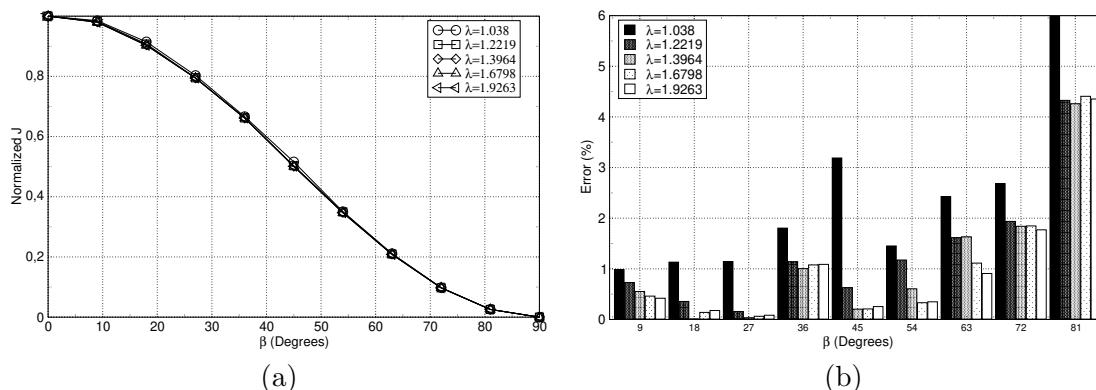 1
0,8
0,6
0,4
0,2
0
Normalized J
0 10 20 30 40 50 60 70 80 90
β (Degrees)
λ=1.038
λ=1.2219
λ=1.3964
λ=1.6798
λ=1.9263
(a)
6
5
4
3
2
1
0
Error (%)
9 18 27 36 45 54 63 72 81
β (Degrees)
λ=1.038
λ=1.2219
λ=1.3964
λ=1.6798
λ=1.9263
(b)